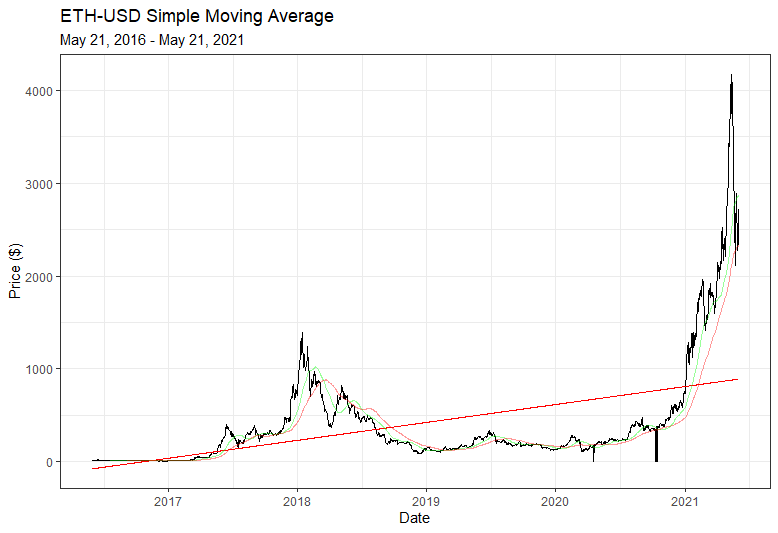 ETH-USD Simple Moving Average
May 21, 2016 - May 21, 2021
4000
3000
2000
1000
0
Price ($)
2017 2018 2019 2020 2021
Date